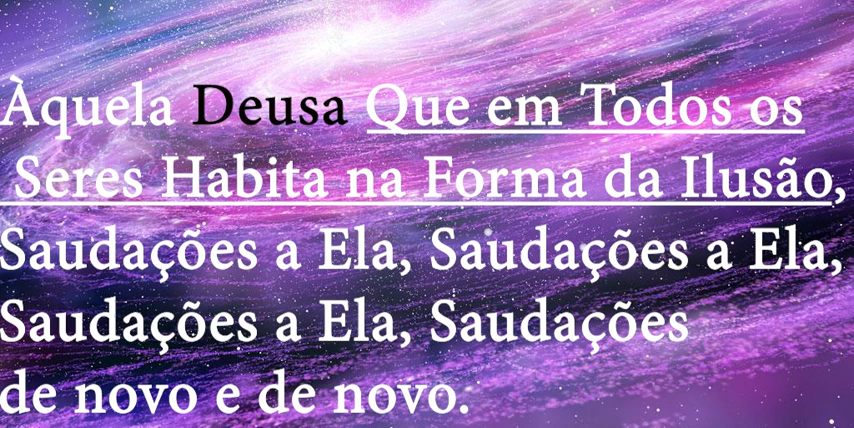 Àquela Deusa Que em Todos os
Seres Habita na Forma da Ilusão,
Saudações a Ela, Saudações a Ela,
Saudações a Ela, Saudações
de novo e de novo.